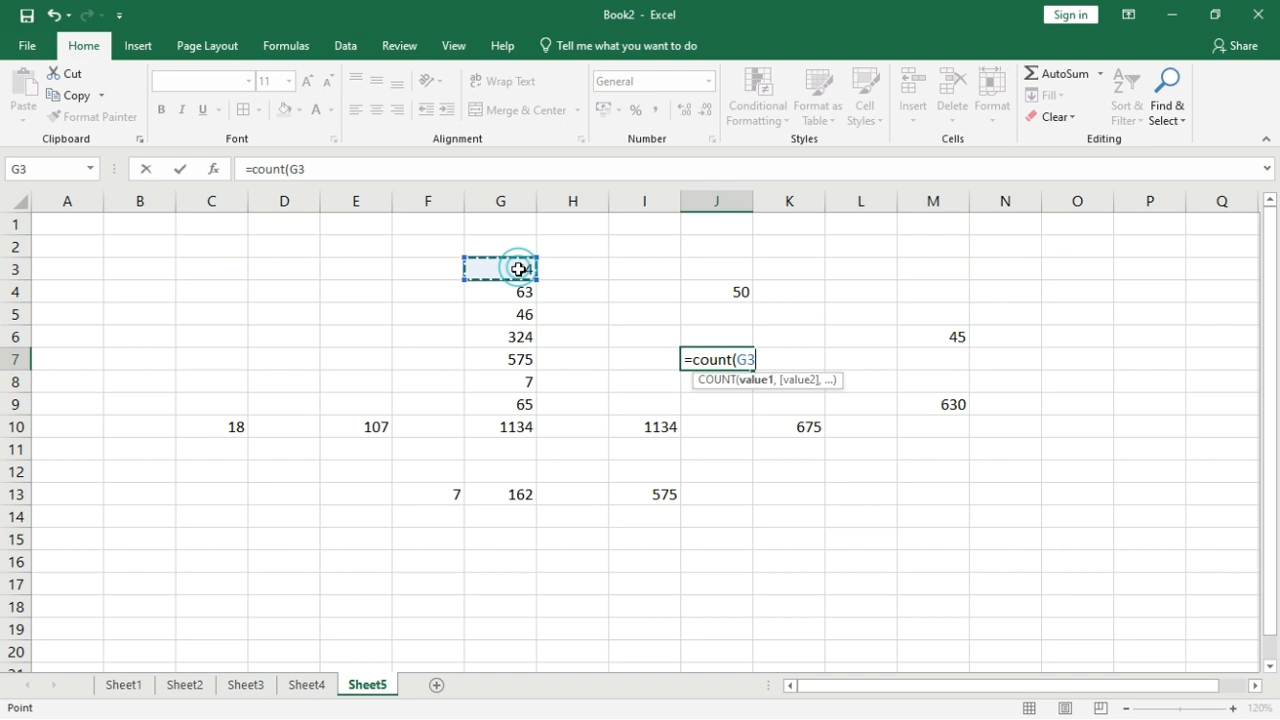 Book2 - Excel
Sign in
File Home Insert Page Layout Formulas Data Review View Help Tell me what you want to do Share
Paste Cut Copy Format Painter
11 Wrap Text General
Merge & Center
Conditional Formatting Format as Table Cell Styles
Insert Delete Format
AutoSum Fill Clear
Sort & Filter Find & Select
Clipboard Font Alignment Number Styles Cells Editing
G3 =count(G3
A B C D E F G H I J K L M N O P Q
1
2
3
4 63 50
5 46
6 324 45
7 575 =count(G3
COUNT(value1, [value2], ...)
8 7
9 65 630
10 18 107 1134 1134 675
11
12
13 7 162 575
14
15
16
17
18
19
20
Sheet1 Sheet2 Sheet3 Sheet4 Sheet5
Point 120%